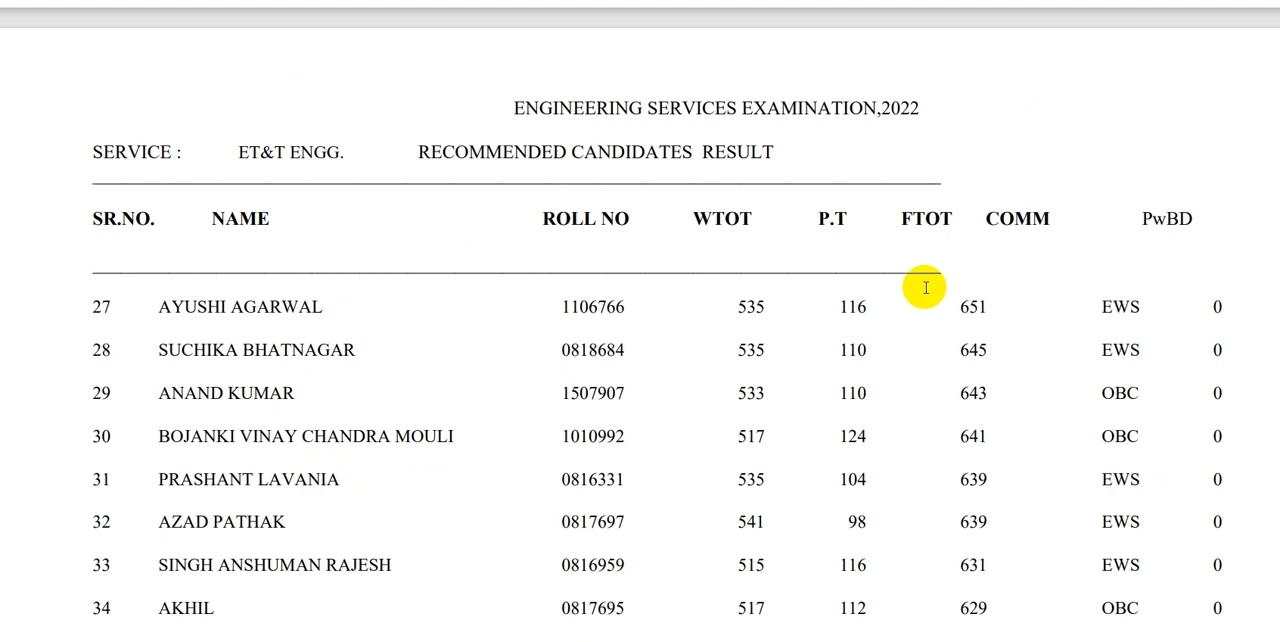 ENGINEERING SERVICES EXAMINATION,2022
SERVICE : ET&T ENGG. RECOMMENDED CANDIDATES RESULT
SR.NO. NAME ROLL NO WTOT P.T FTOT COMM PwBD
27 AYUSHI AGARWAL 1106766 535 116 651 EWS 0
28 SUCHIKA BHATNAGAR 0818684 535 110 645 EWS 0
29 ANAND KUMAR 1507907 533 110 643 OBC 0
30 BOJANKI VINAY CHANDRA MOULI 1010992 517 124 641 OBC 0
31 PRASHANT LAVANIA 0816331 535 104 639 EWS 0
32 AZAD PATHAK 0817697 541 98 639 EWS 0
33 SINGH ANSHUMAN RAJESH 0816959 515 116 631 EWS 0
34 AKHIL 0817695 517 112 629 OBC 0